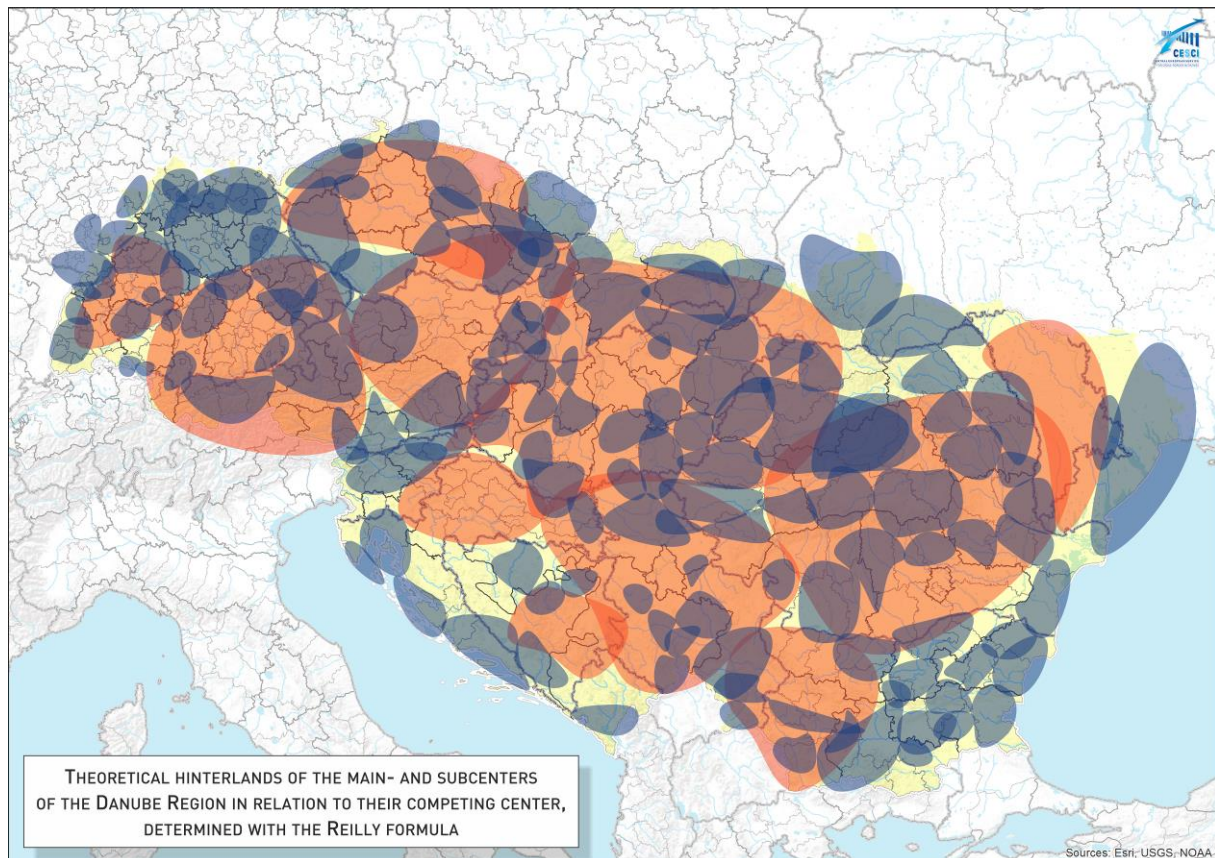 CESCI
THEORETICAL HINTERLANDS OF THE MAIN- AND SUBCENTERS
OF THE DANUBE REGION IN RELATION TO THEIR COMPETING CENTER,
DETERMINED WITH THE REILLY FORMULA
Sources: Esri, USGS, NOAA